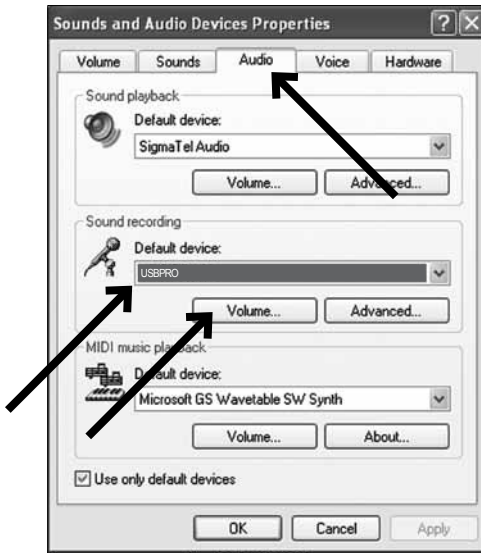 Sounds and Audio Devices Properties
Volume Sounds Audio Voice Hardware
Sound playback
Default device:
SigmaTel Audio
Volume... Advanced...
Sound recording
Default device:
USBPRO
Volume... Advanced...
MIDI music playback
Default device:
Microsoft GS Wavetable SW Synth
Volume... About...
Use only default devices
OK Cancel Apply